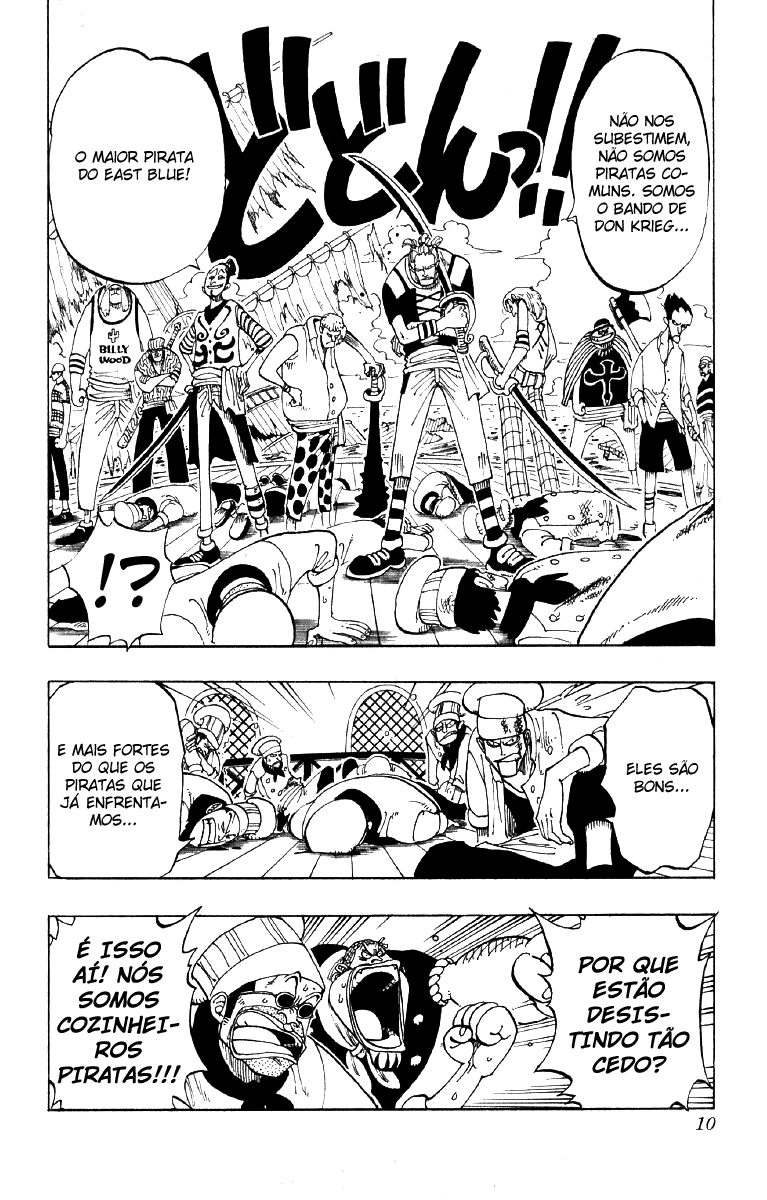 NÃO NOS
SUBESTIMEM,
NÃO SOMOS
PIRATAS CO-
MUNS. SOMOS
O BANDO DE
DON KRIEG...
どどん!!
O MAIOR PIRATA
DO EAST BLUE!
BILLY
WOOD
!?
ELES SÃO
BONS...
E MAIS FORTES
DO QUE OS
PIRATAS QUE
JÁ ENFRENTA-
MOS...
POR QUE
ESTÃO
DESIS-
TINDO TÃO
CEDO?
É ISSO
AÍ! NÓS
SOMOS
COZINHEI-
ROS
PIRATAS!!!
10